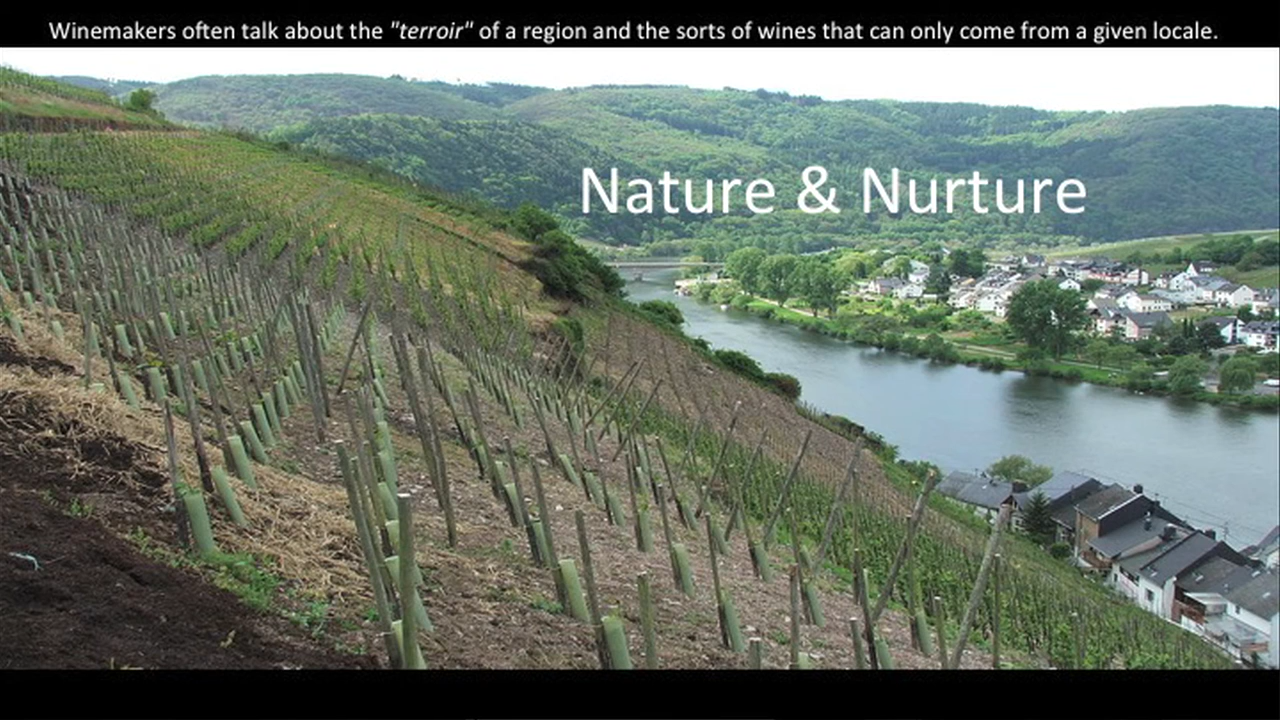 Winemakers often talk about the "terroir" of a region and the sorts of wines that can only come from a given locale.
Nature & Nurture